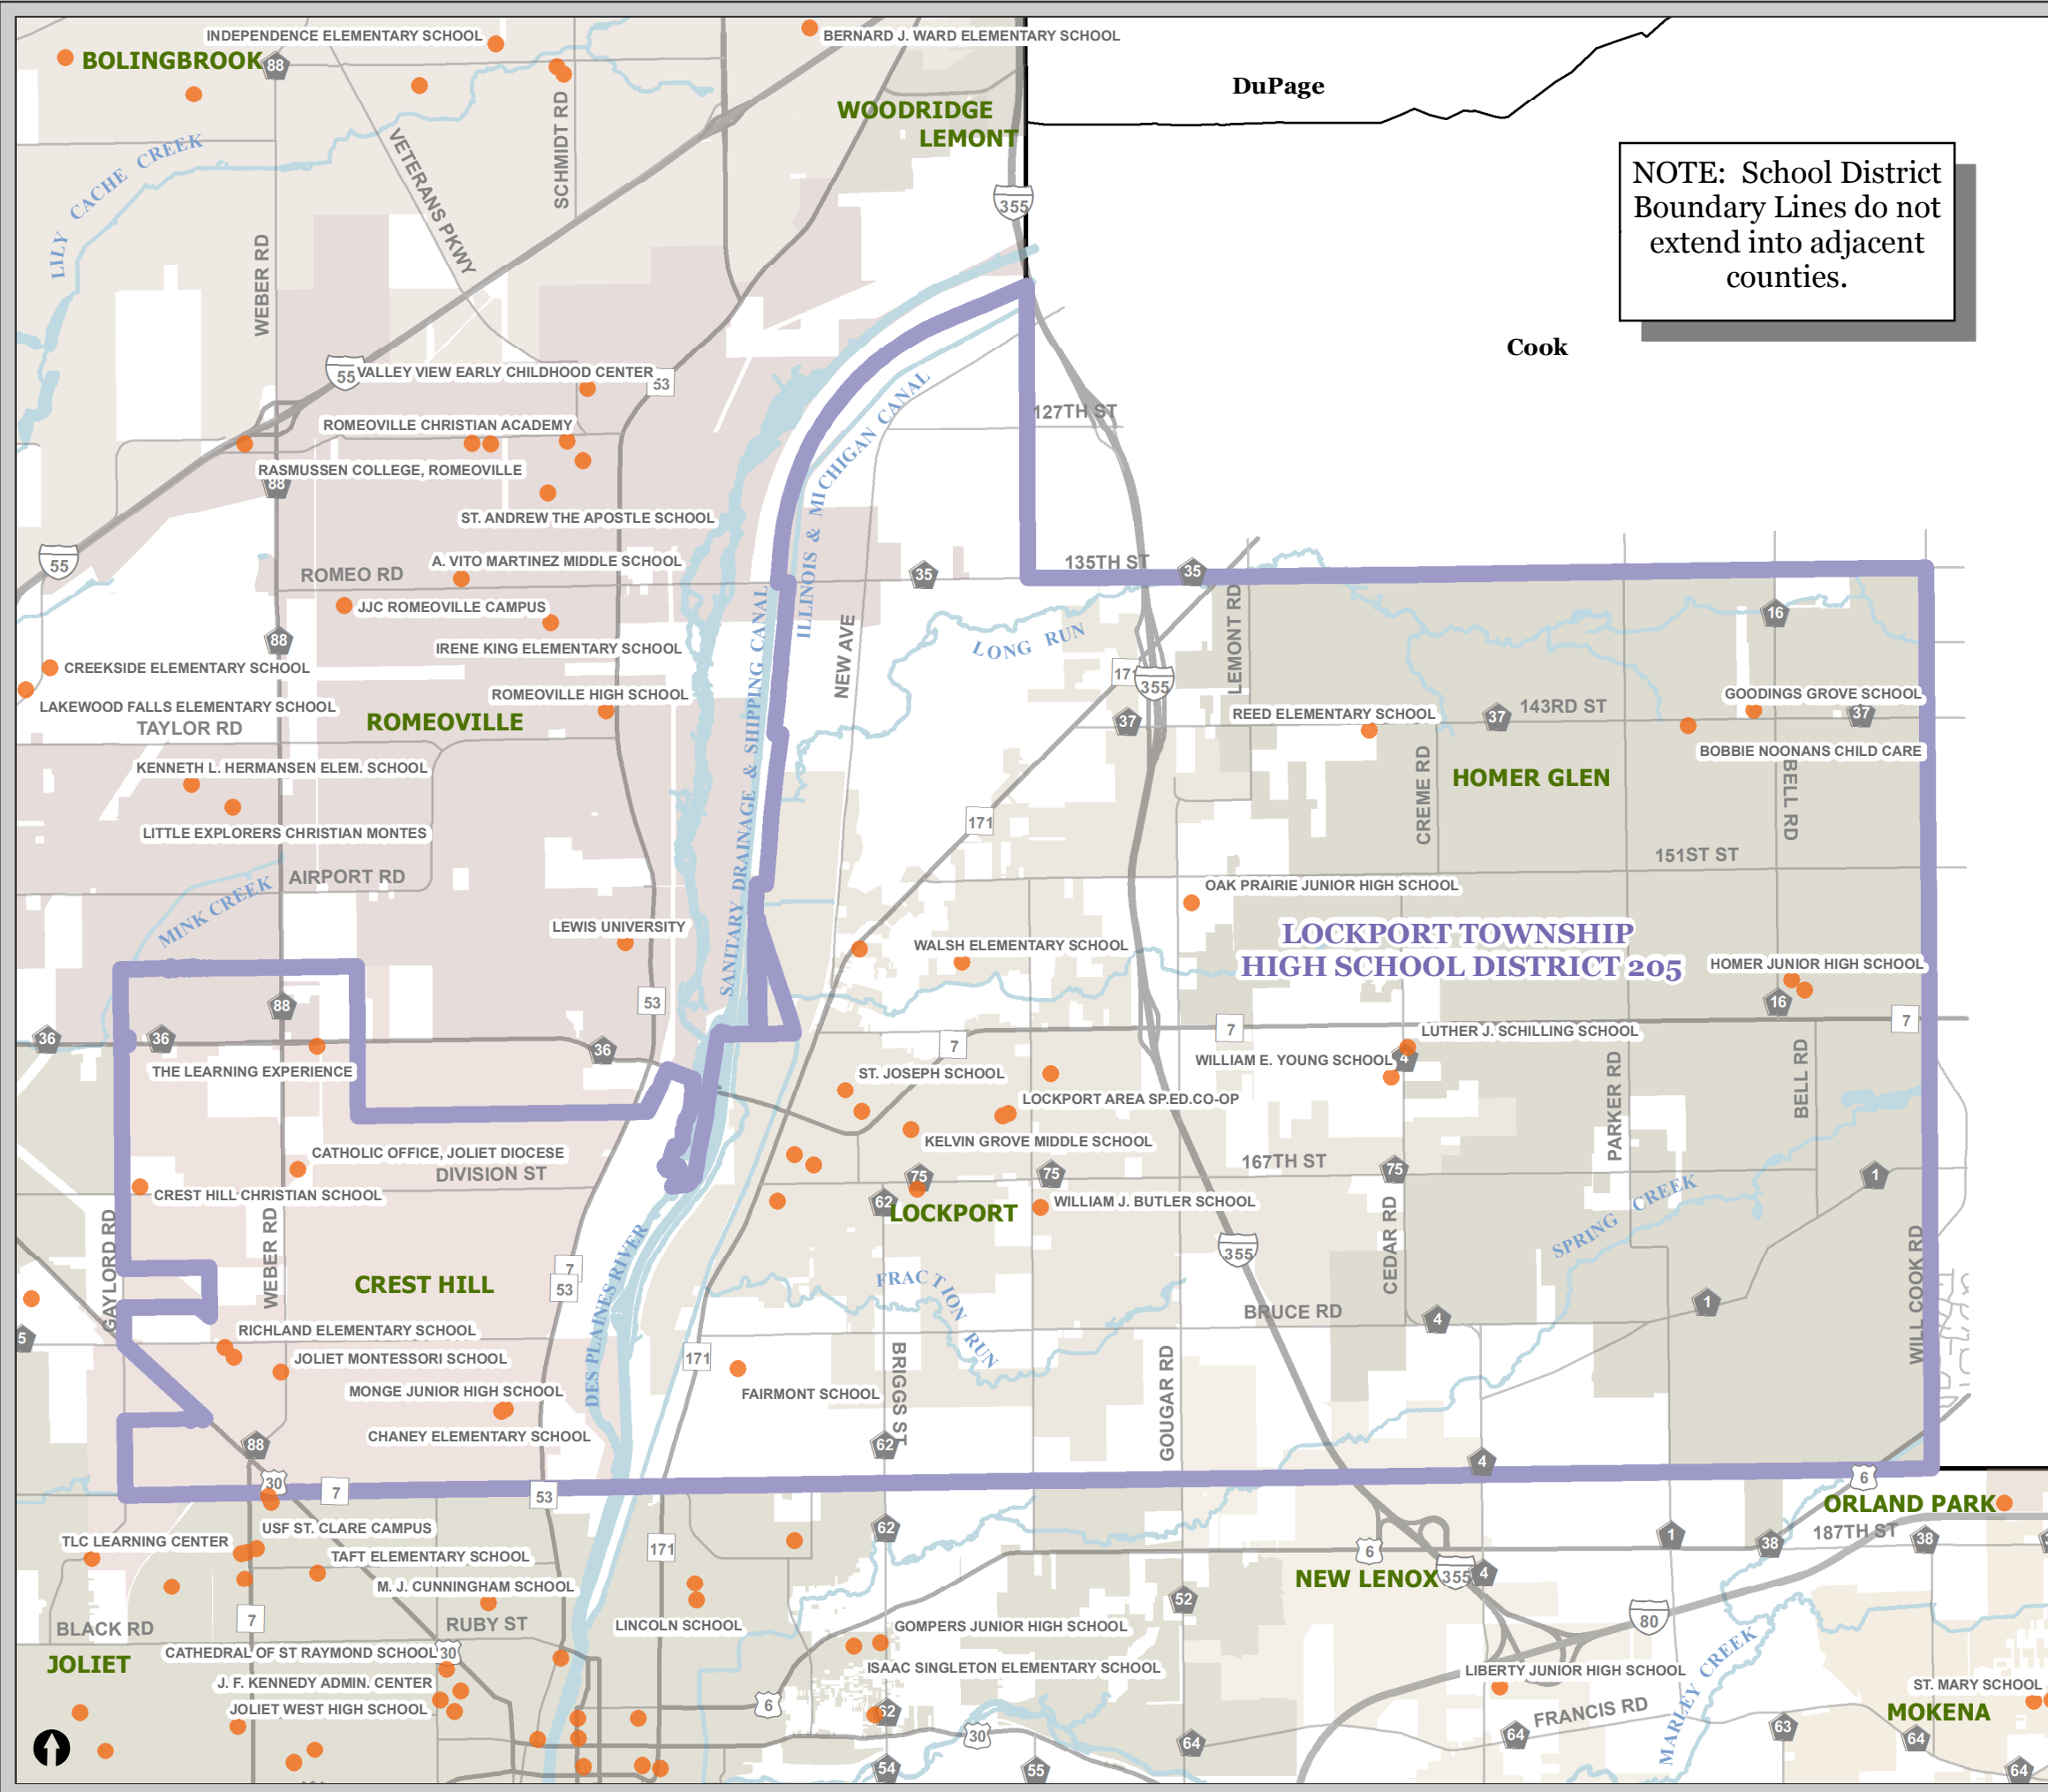 INDEPENDENCE ELEMENTARY SCHOOL
BERNARD J. WARD ELEMENTARY SCHOOL
BOLINGBROOK
88
DuPage
WOODRIDGE
LEMONT
SCHMIDT RD
VETERANS PKWY
LILY CACHE CREEK
NOTE: School District
Boundary Lines do not
extend into adjacent
counties.
355
WEBER RD
Cook
55
VALLEY VIEW EARLY CHILDHOOD CENTER
53
127TH ST
ROMEOVILLE CHRISTIAN ACADEMY
RASMUSSEN COLLEGE, ROMEOVILLE
88
ILLINOIS & MICHIGAN CANAL
ST. ANDREW THE APOSTLE SCHOOL
55
A. VITO MARTINEZ MIDDLE SCHOOL
ROMEO RD
35
135TH ST
35
JJC ROMEOVILLE CAMPUS
16
88
IRENE KING ELEMENTARY SCHOOL
LONG RUN
LEMONT RD
NEW AVE
CREEKSIDE ELEMENTARY SCHOOL
171
355
ROMEOVILLE HIGH SCHOOL
GOODINGS GROVE SCHOOL
LAKEWOOD FALLS ELEMENTARY SCHOOL
TAYLOR RD
ROMEOVILLE
37
REED ELEMENTARY SCHOOL
37
143RD ST
37
BOBBIE NOONANS CHILD CARE
KENNETH L. HERMANSEN ELEM. SCHOOL
HOMER GLEN
CREME RD
BELL RD
SANITARY DRAINAGE & SHIPPING CANAL
171
LITTLE EXPLORERS CHRISTIAN MONTES
151ST ST
AIRPORT RD
OAK PRAIRIE JUNIOR HIGH SCHOOL
MINK CREEK
LEWIS UNIVERSITY
WALSH ELEMENTARY SCHOOL
LOCKPORT TOWNSHIP
HIGH SCHOOL DISTRICT 205
HOMER JUNIOR HIGH SCHOOL
88
53
16
36
36
36
7
7
7
LUTHER J. SCHILLING SCHOOL
WILLIAM E. YOUNG SCHOOL
4
THE LEARNING EXPERIENCE
ST. JOSEPH SCHOOL
LOCKPORT AREA SP.ED.CO-OP
PARKER RD
BELL RD
KELVIN GROVE MIDDLE SCHOOL
CATHOLIC OFFICE, JOLIET DIOCESE
DIVISION ST
167TH ST
75
75
75
1
CREST HILL CHRISTIAN SCHOOL
62
LOCKPORT
WILLIAM J. BUTLER SCHOOL
SPRING CREEK
GAYLORD RD
WEBER RD
CEDAR RD
WILL COOK RD
355
7
53
CREST HILL
DES PLAINES RIVER
FRACTION RUN
BRUCE RD
4
1
5
RICHLAND ELEMENTARY SCHOOL
JOLIET MONTESSORI SCHOOL
171
MONGE JUNIOR HIGH SCHOOL
FAIRMONT SCHOOL
BRIGGS ST
GOUGAR RD
CHANEY ELEMENTARY SCHOOL
88
62
4
30
7
53
6
ORLAND PARK
USF ST. CLARE CAMPUS
62
1
38
187TH ST
38
TLC LEARNING CENTER
171
TAFT ELEMENTARY SCHOOL
6
NEW LENOX
355
4
M. J. CUNNINGHAM SCHOOL
52
7
BLACK RD
RUBY ST
LINCOLN SCHOOL
GOMPERS JUNIOR HIGH SCHOOL
80
JOLIET
CATHEDRAL OF ST RAYMOND SCHOOL
30
ISAAC SINGLETON ELEMENTARY SCHOOL
LIBERTY JUNIOR HIGH SCHOOL
MARLEY CREEK
J. F. KENNEDY ADMIN. CENTER
ST. MARY SCHOOL
JOLIET WEST HIGH SCHOOL
6
62
FRANCIS RD
MOKENA
30
64
64
63
64
54
55
64